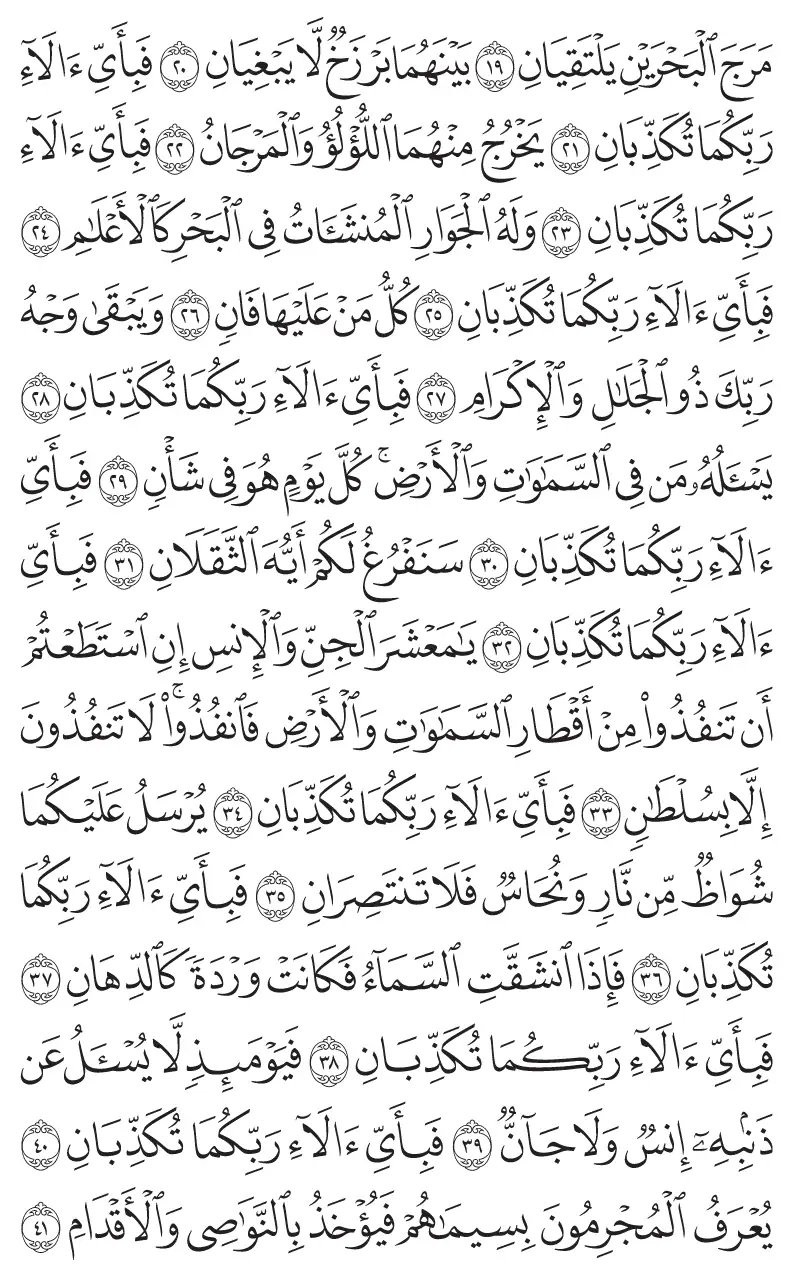 مَرَجَ ٱلۡبَحۡرَيۡنِ يَلۡتَقِيَانِ ١٩ بَيۡنَهُمَا بَرۡزَخٞ لَّا يَبۡغِيَانِ ٢٠ فَبِأَيِّ ءَالَآءِ
رَبِّكُمَا تُكَذِّبَانِ ٢١ يَخۡرُجُ مِنۡهُمَا ٱللُّؤۡلُؤُ وَٱلۡمَرۡجَانُ ٢٢ فَبِأَيِّ ءَالَآءِ
رَبِّكُمَا تُكَذِّبَانِ ٢٣ وَلَهُ ٱلۡجَوَارِ ٱلۡمُنشَـَٔاتُ فِي ٱلۡبَحۡرِ كَٱلۡأَعۡلَٰمِ ٢٤
فَبِأَيِّ ءَالَآءِ رَبِّكُمَا تُكَذِّبَانِ ٢٥ كُلُّ مَنۡ عَلَيۡهَا فَانٖ ٢٦ وَيَبۡقَىٰ وَجۡهُ
رَبِّكَ ذُو ٱلۡجَلَٰلِ وَٱلۡإِكۡرَامِ ٢٧ فَبِأَيِّ ءَالَآءِ رَبِّكُمَا تُكَذِّبَانِ ٢٨
يَسۡـَٔلُهُۥ مَن فِي ٱلسَّمَٰوَٰتِ وَٱلۡأَرۡضِۚ كُلَّ يَوۡمٍ هُوَ فِي شَأۡنٖ ٢٩ فَبِأَيِّ
ءَالَآءِ رَبِّكُمَا تُكَذِّبَانِ ٣٠ سَنَفۡرُغُ لَكُمۡ أَيُّهَ ٱلثَّقَلَانِ ٣١ فَبِأَيِّ
ءَالَآءِ رَبِّكُمَا تُكَذِّبَانِ ٣٢ يَٰمَعۡشَرَ ٱلۡجِنِّ وَٱلۡإِنسِ إِنِ ٱسۡتَطَعۡتُمۡ
أَن تَنفُذُواْ مِنۡ أَقۡطَارِ ٱلسَّمَٰوَٰتِ وَٱلۡأَرۡضِ فَٱنفُذُواْۚ لَا تَنفُذُونَ
إِلَّا بِسُلۡطَٰنٖ ٣٣ فَبِأَيِّ ءَالَآءِ رَبِّكُمَا تُكَذِّبَانِ ٣٤ يُرۡسَلُ عَلَيۡكُمَا
شُوَاظٞ مِّن نَّارٖ وَنُحَاسٞ فَلَا تَنتَصِرَانِ ٣٥ فَبِأَيِّ ءَالَآءِ رَبِّكُمَا
تُكَذِّبَانِ ٣٦ فَإِذَا ٱنشَقَّتِ ٱلسَّمَآءُ فَكَانَتۡ وَرۡدَةٗ كَٱلدِّهَانِ ٣٧
فَبِأَيِّ ءَالَآءِ رَبِّكُمَا تُكَذِّبَانِ ٣٨ فَيَوۡمَئِذٖ لَّا يُسۡـَٔلُ عَن
ذَنۢبِهِۦٓ إِنسٞ وَلَا جَآنّٞ ٣٩ فَبِأَيِّ ءَالَآءِ رَبِّكُمَا تُكَذِّبَانِ ٤٠
يُعۡرَفُ ٱلۡمُجۡرِمُونَ بِسِيمَٰهُمۡ فَيُؤۡخَذُ بِٱلنَّوَٰصِي وَٱلۡأَقۡدَامِ ٤١